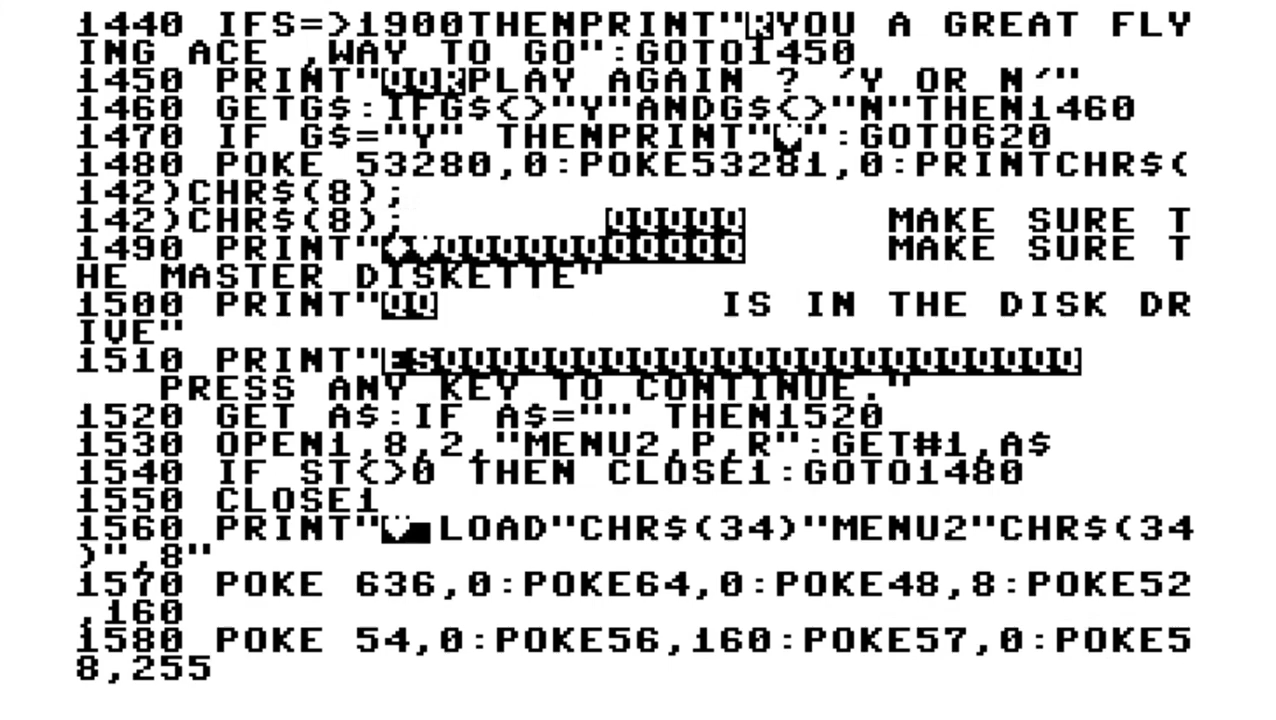 1440 IFS=>1900THENPRINT"RYOU A GREAT FLY
ING ACE ,WAY TO GO":GOTO1450
1450 PRINT"QQRPLAY AGAIN ? 'Y OR N'"
1460 GETG$:IFG$<>"Y"ANDG$<>"N"THEN1460
1470 IF G$="Y" THENPRINT"♥":GOTO620
1480 POKE 53280,0:POKE53281,0:PRINTCHR$(
142)CHR$(8);
142)CHR$(8); MAKE SURE T
1490 PRINT" MAKE SURE T
HE MASTER DISKETTE"
1500 PRINT"QQ IS IN THE DISK DR
IVE"
1510 PRINT"
PRESS ANY KEY TO CONTINUE."
1520 GET A$:IF A$="" THEN1520
1530 OPEN1,8,2,"MENU2,P,R":GET#1,A$
1540 IF ST<>0 THEN CLOSE1:GOTO1480
1550 CLOSE1
1560 PRINT"♥ LOAD"CHR$(34)"MENU2"CHR$(34
)",8"
1570 POKE 636,0:POKE64,0:POKE48,8:POKE52
,160
1580 POKE 54,0:POKE56,160:POKE57,0:POKE5
8,255